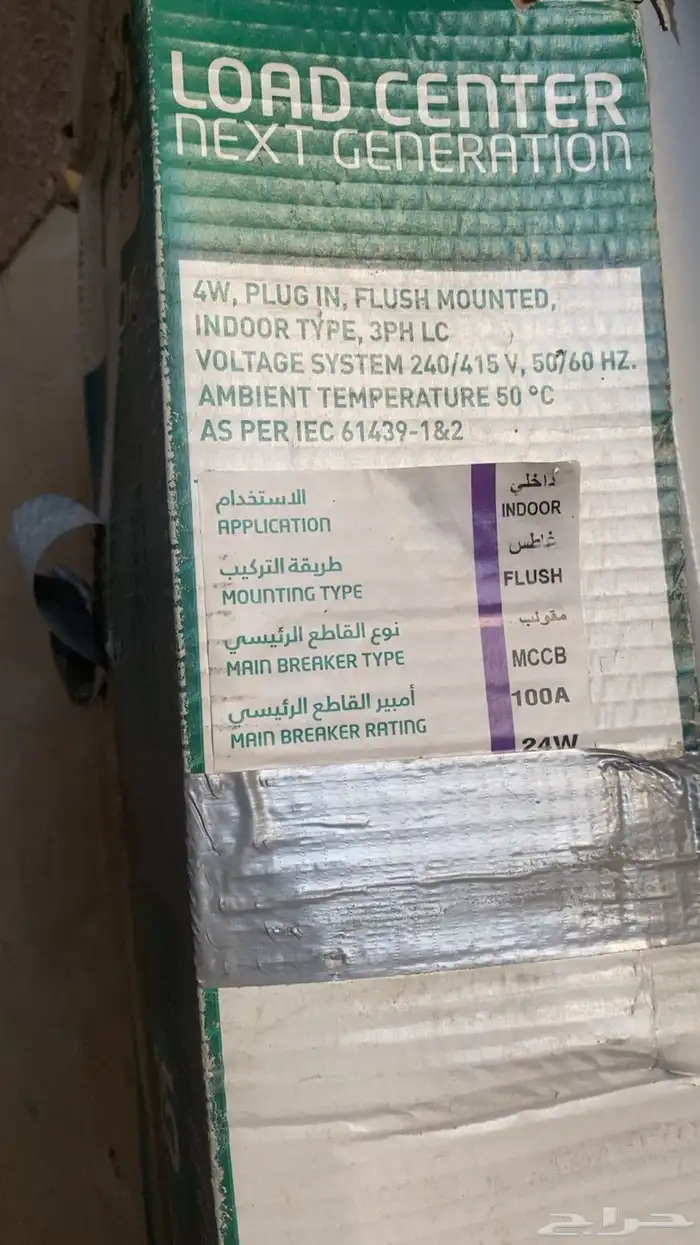 LOAD CENTER
NEXT GENERATION
4W, PLUG IN, FLUSH MOUNTED,
INDOOR TYPE, 3PH LC
VOLTAGE SYSTEM 240/415 V, 50/60 HZ.
AMBIENT TEMPERATURE 50 °C
AS PER IEC 61439-1&2
الاستخدام داخلي
APPLICATION INDOOR
طريقة التركيب غاطس
MOUNTING TYPE FLUSH
نوع القاطع الرئيسي مقولب
MAIN BREAKER TYPE MCCB
أمبير القاطع الرئيسي 100A
MAIN BREAKER RATING
24W
حراج